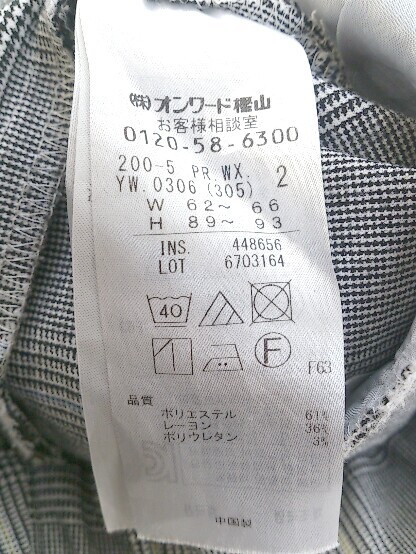 (株)オンワード樫山
お客様相談室
0120-58-6300
200-5 PR.WX. 2
YW.0306 (305)
W 62～ 66
H 89～ 93
INS. 448656
LOT 6703164
40
F
F63
品質
ポリエステル 61%
レーヨン 36%
ポリウレタン 3%
中国製